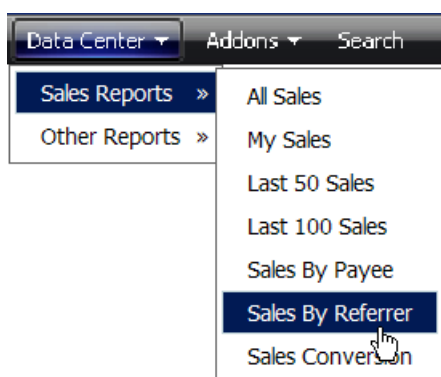 Data Center ▼ Addons ▼ Search
Sales Reports »
Other Reports »
All Sales
My Sales
Last 50 Sales
Last 100 Sales
Sales By Payee
Sales By Referrer
Sales Conversion